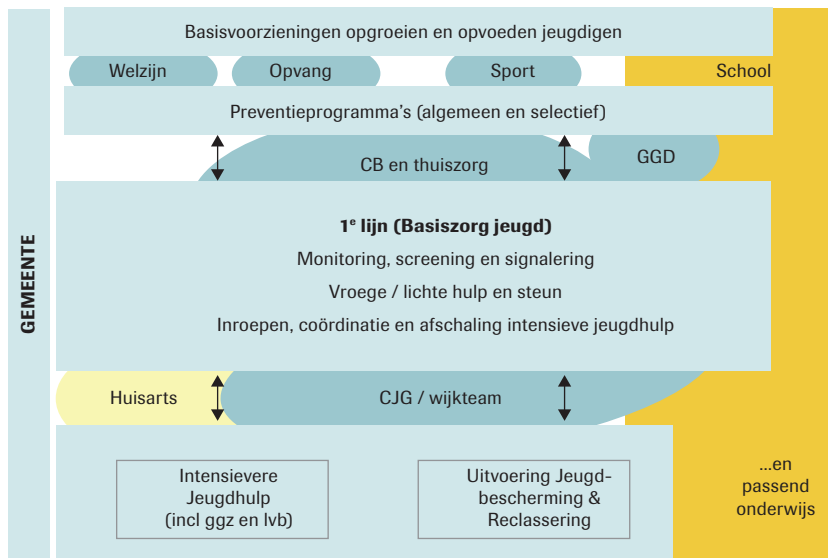 Basisvoorzieningen opgroeien en opvoeden jeugdigen
Welzijn
Opvang
Sport
School
Preventieprogramma's (algemeen en selectief)
CB en thuiszorg
GGD
GEMEENTE
1e lijn (Basiszorg jeugd)
Monitoring, screening en signalering
Vroege / lichte hulp en steun
Inroepen, coördinatie en afschaling intensieve jeugdhulp
Huisarts
CJG / wijkteam
Intensievere
Jeugdhulp
(incl ggz en lvb)
Uitvoering Jeugd-
bescherming &
Reclassering
...en
passend
onderwijs